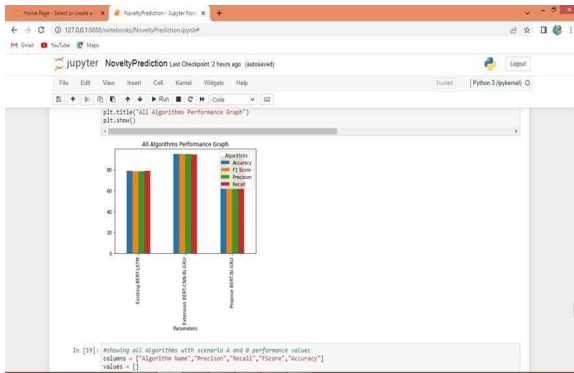 Home Page - Select or create a n
NoveltyPrediction - Jupyter Note
127.0.0.1:8888/notebooks/NoveltyPrediction.ipynb#
Gmail YouTube Maps
jupyter NoveltyPrediction Last Checkpoint: 2 hours ago (autosaved)
Logout
File Edit View Insert Cell Kernel Widgets Help
Trusted Python 3 (ipykernel)
Run Code
plt.title("All Algorithms Performance Graph")
plt.show()
All Algorithms Performance Graph
Algorithms
Accuracy
F1 Score
Precision
Recall
80
60
40
20
0
Existing BERT-LSTM
Extension BERT-CNN-Bi-GRU
Propose BERT-Bi-GRU
Parameters
In [19]: #showing all algorithms with scenario A and B performance values
columns = ["Algorithm Name","Precison","Recall","FScore","Accuracy"]
values = []